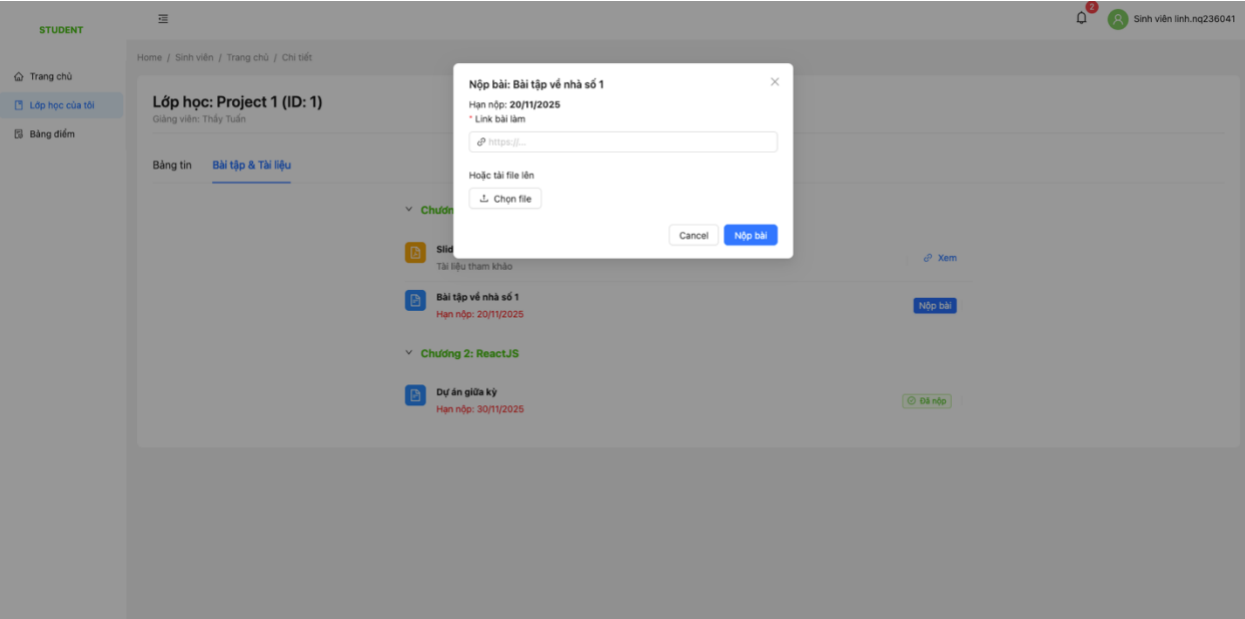 STUDENT
2
Sinh viên linh.nq236041
Trang chủ
Lớp học của tôi
Bảng điểm
Home / Sinh viên / Trang chủ / Chi tiết
Lớp học: Project 1 (ID: 1)
Giảng viên: Thầy Tuấn
Bảng tin
Bài tập & Tài liệu
Nộp bài: Bài tập về nhà số 1
Hạn nộp: 20/11/2025
* Link bài làm
https://...
Hoặc tải file lên
Chọn file
Cancel
Nộp bài
Chươn
Slid
Tài liệu tham khảo
Xem
Bài tập về nhà số 1
Hạn nộp: 20/11/2025
Nộp bài
Chương 2: ReactJS
Dự án giữa kỳ
Hạn nộp: 30/11/2025
Đã nộp